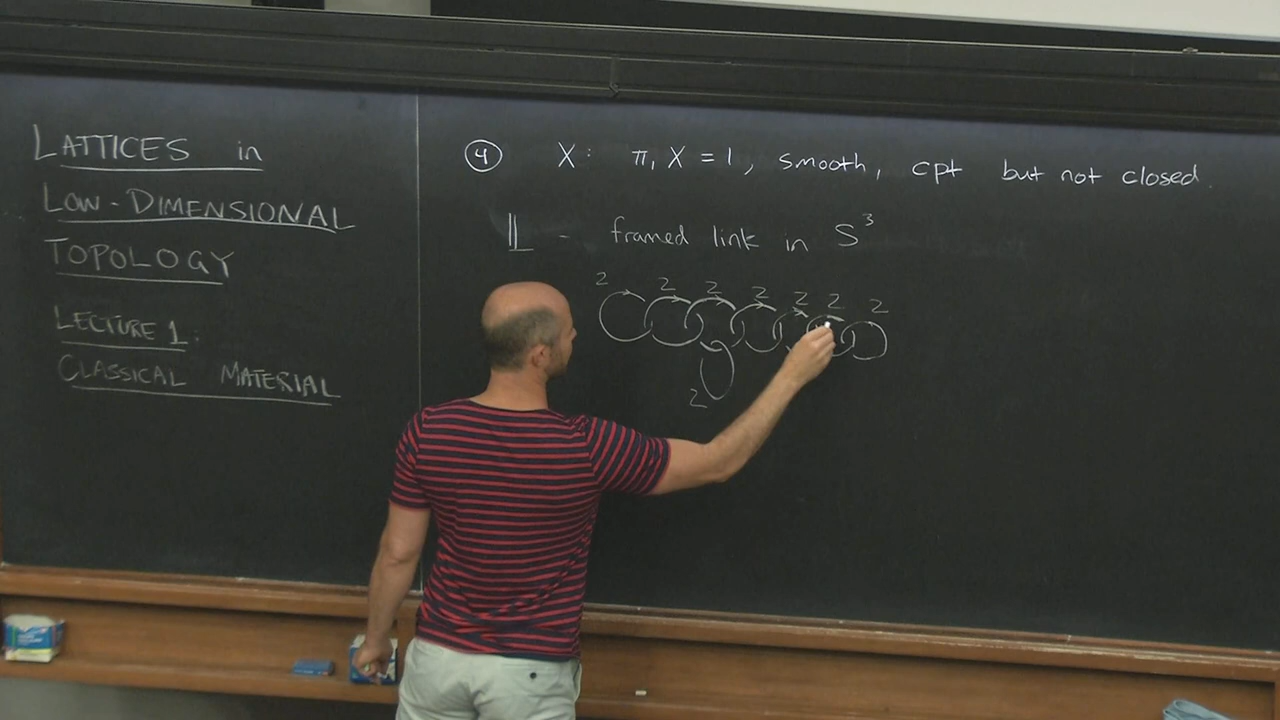 LATTICES in
LOW-DIMENSIONAL
TOPOLOGY
LECTURE 1:
CLASSICAL MATERIAL
④ X: π₁ X = 1, smooth, cpt but not closed.
𝕃 - framed link in S³
2 2 2 2 2 2 2
2